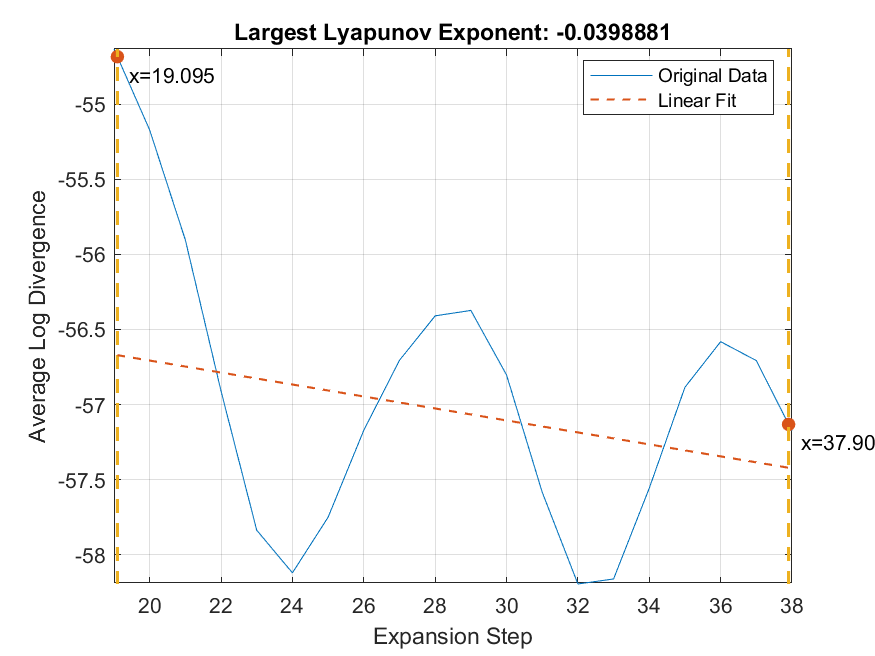 Largest Lyapunov Exponent: -0.0398881
x=19.095
Original Data
Linear Fit
-55
-55.5
-56
-56.5
-57
-57.5
-58
Average Log Divergence
x=37.90
20 22 24 26 28 30 32 34 36 38
Expansion Step